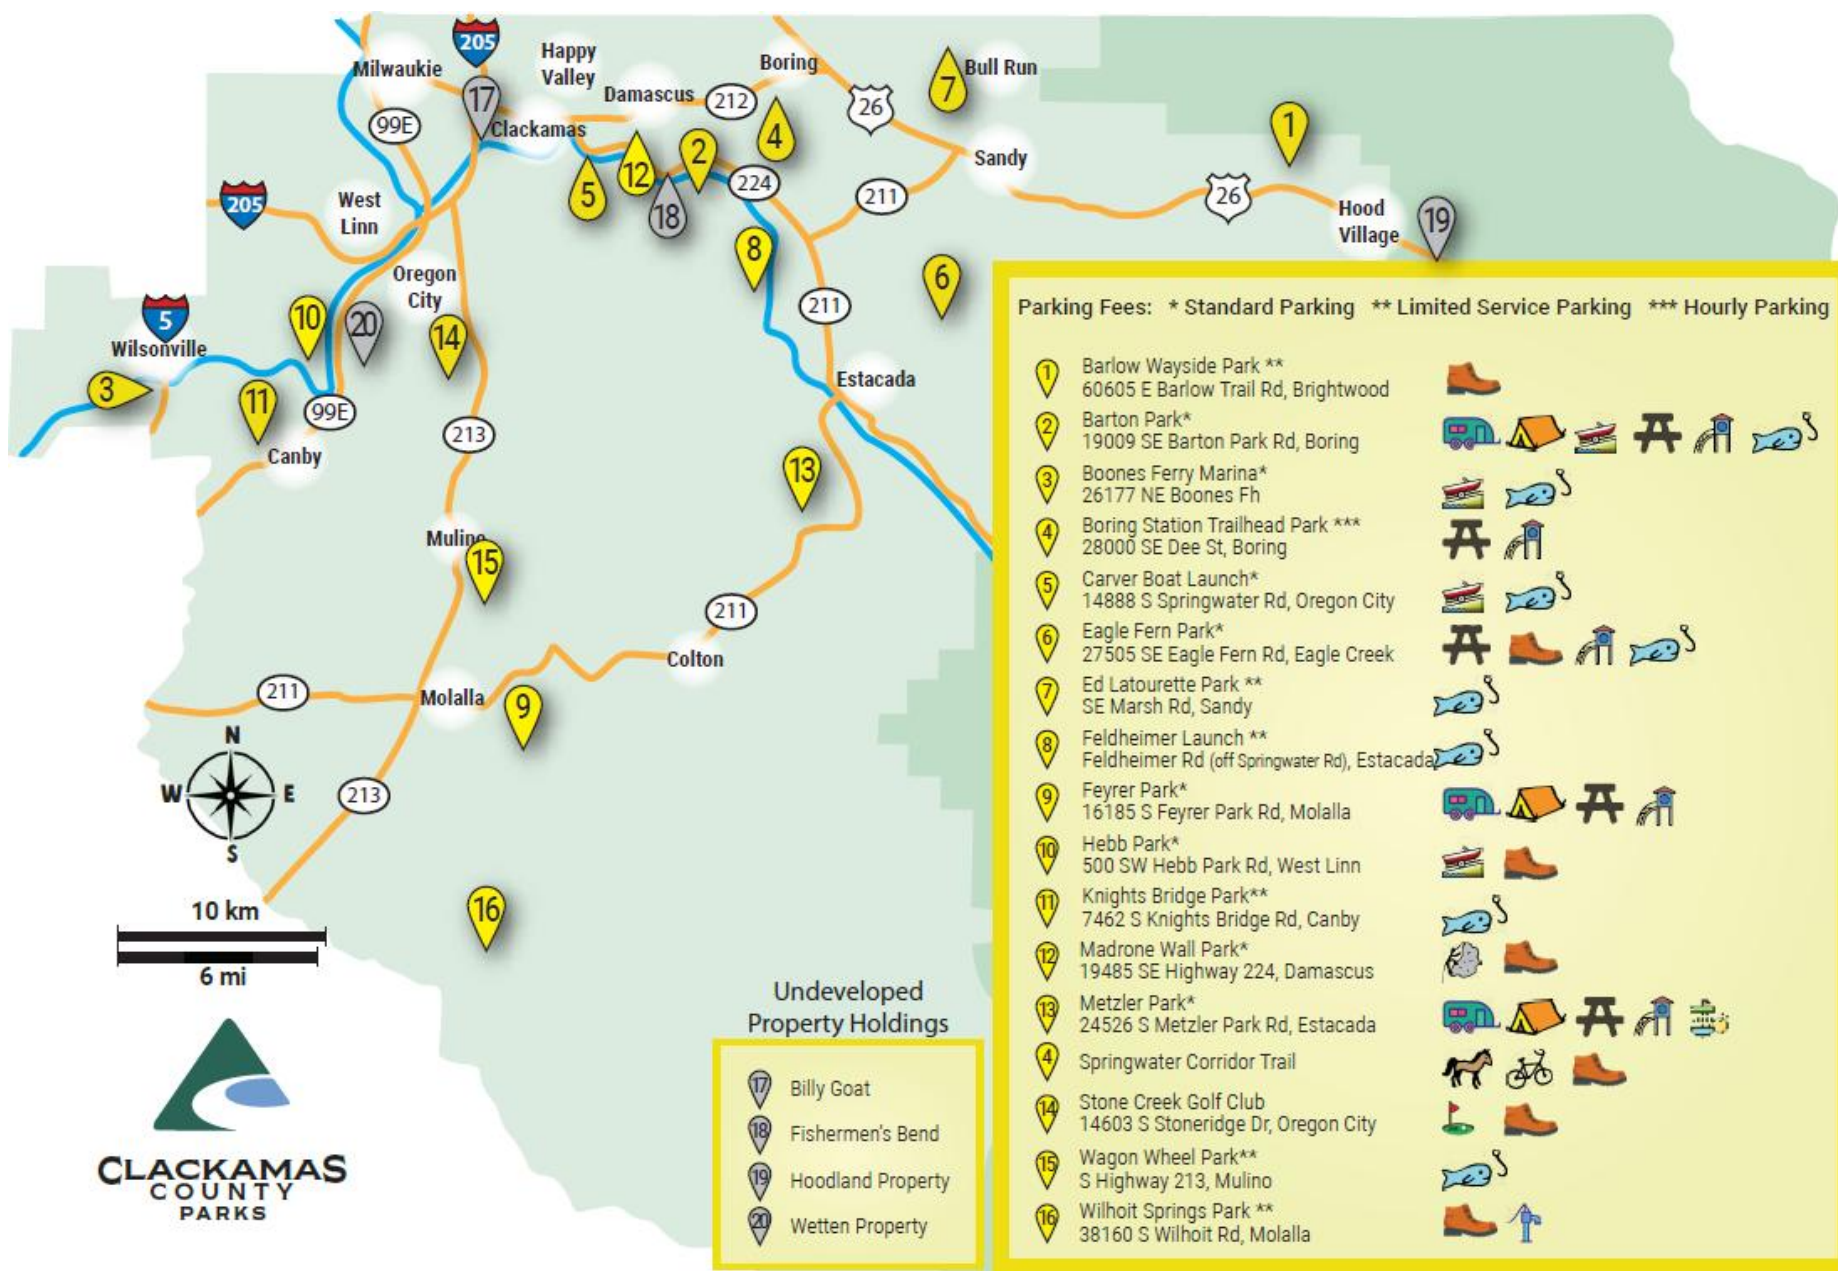 205
Milwaukie
Happy
Valley
Boring
Bull Run
17
Damascus
212
26
7
99E
Clackamas
4
1
12
2
Sandy
5
224
205
West
Linn
18
211
26
Hood
Village
19
8
Oregon
City
6
211
5
10
20
14
Wilsonville
3
11
99E
Estacada
213
Canby
13
Mulino
15
211
Colton
211
Molalla
9
N
W
E
S
213
10 km
6 mi
16
CLACKAMAS
COUNTY
PARKS
Undeveloped
Property Holdings
17 Billy Goat
18 Fishermen's Bend
19 Hoodland Property
20 Wetten Property
Parking Fees: * Standard Parking ** Limited Service Parking *** Hourly Parking
1 Barlow Wayside Park **
60605 E Barlow Trail Rd, Brightwood
2 Barton Park*
19009 SE Barton Park Rd, Boring
3 Boones Ferry Marina*
26177 NE Boones Fh
4 Boring Station Trailhead Park ***
28000 SE Dee St, Boring
5 Carver Boat Launch*
14888 S Springwater Rd, Oregon City
6 Eagle Fern Park*
27505 SE Eagle Fern Rd, Eagle Creek
7 Ed Latourette Park **
SE Marsh Rd, Sandy
8 Feldheimer Launch **
Feldheimer Rd (off Springwater Rd), Estacada
9 Feyrer Park*
16185 S Feyrer Park Rd, Molalla
10 Hebb Park*
500 SW Hebb Park Rd, West Linn
11 Knights Bridge Park**
7462 S Knights Bridge Rd, Canby
12 Madrone Wall Park*
19485 SE Highway 224, Damascus
13 Metzler Park*
24526 S Metzler Park Rd, Estacada
4 Springwater Corridor Trail
14 Stone Creek Golf Club
14603 S Stoneridge Dr, Oregon City
15 Wagon Wheel Park**
S Highway 213, Mulino
16 Wilhoit Springs Park **
38160 S Wilhoit Rd, Molalla